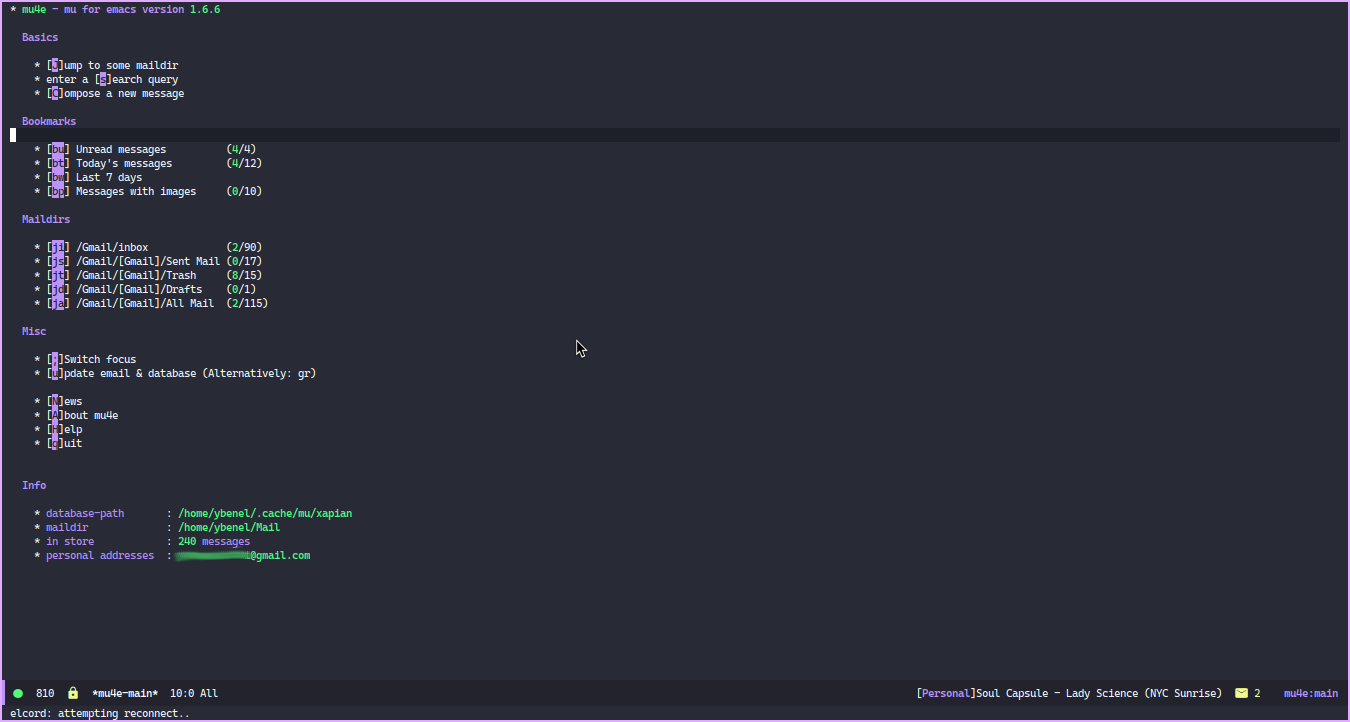 * mu4e - mu for emacs version 1.6.6
Basics
* [J]ump to some maildir
* enter a [s]earch query
* [C]ompose a new message
Bookmarks
* [bu] Unread messages (4/4)
* [bt] Today's messages (4/12)
* [bw] Last 7 days
* [bp] Messages with images (0/10)
Maildirs
* [ji] /Gmail/inbox (2/90)
* [js] /Gmail/[Gmail]/Sent Mail (0/17)
* [jt] /Gmail/[Gmail]/Trash (8/15)
* [jd] /Gmail/[Gmail]/Drafts (0/1)
* [ja] /Gmail/[Gmail]/All Mail (2/115)
Misc
* [;]Switch focus
* [u]pdate email & database (Alternatively: gr)
* [N]ews
* [A]bout mu4e
* [H]elp
* [q]uit
Info
* database-path : /home/ybenel/.cache/mu/xapian
* maildir : /home/ybenel/Mail
* in store : 240 messages
* personal addresses : @gmail.com
810 *mu4e-main* 10:0 All [Personal]Soul Capsule - Lady Science (NYC Sunrise) 2 mu4e:main
elcord: attempting reconnect..